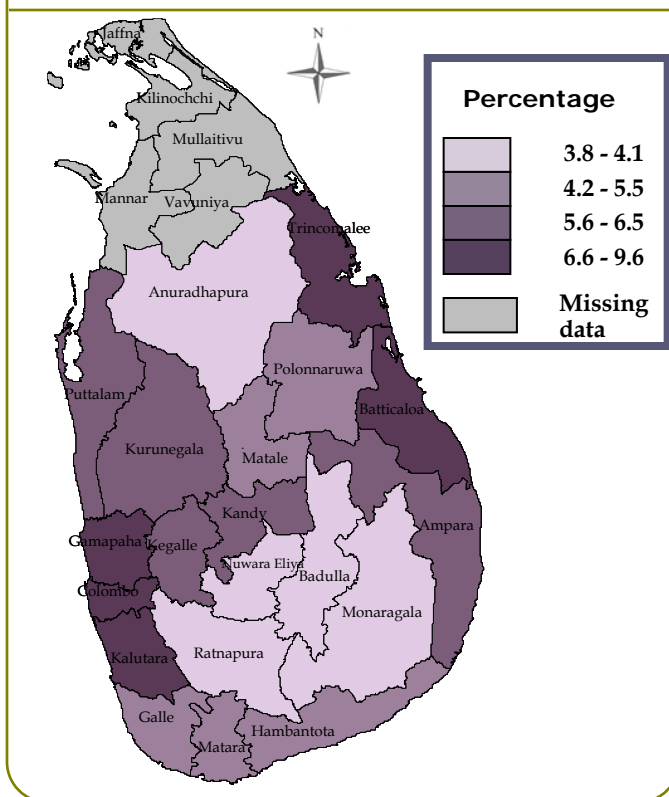 Jaffna
N
Kilinochchi
Mullaitivu
Mannar
Vavuniya
Trincomalee
Anuradhapura
Polonnaruwa
Puttalam
Batticaloa
Kurunegala
Matale
Kandy
Ampara
Gamapaha
Kegalle
Nuwara Eliya
Badulla
Colombo
Monaragala
Ratnapura
Kalutara
Galle
Hambantota
Matara
Percentage
3.8 - 4.1
4.2 - 5.5
5.6 - 6.5
6.6 - 9.6
Missing
data